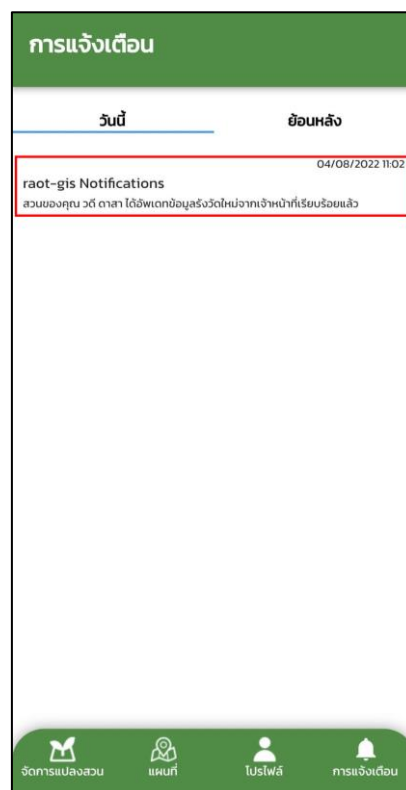 การแจ้งเตือน
วันนี้ ย้อนหลัง
04/08/2022 11:02
raot-gis Notifications
สวนของคุณ วดี ดาสา ได้อัพเดทข้อมูลรังวัดใหม่จากเจ้าหน้าที่เรียบร้อยแล้ว
จัดการแปลงสวน แผนที่ โปรไฟล์ การแจ้งเตือน